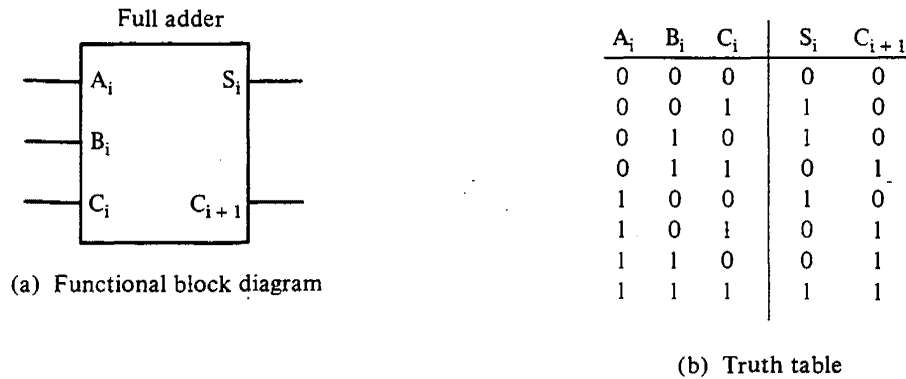 Full adder
A_i S_i
B_i
C_i C_{i + 1}
(a) Functional block diagram
A_i B_i C_i S_i C_{i + 1}
0 0 0 0 0
0 0 1 1 0
0 1 0 1 0
0 1 1 0 1
1 0 0 1 0
1 0 1 0 1
1 1 0 0 1
1 1 1 1 1
(b) Truth table